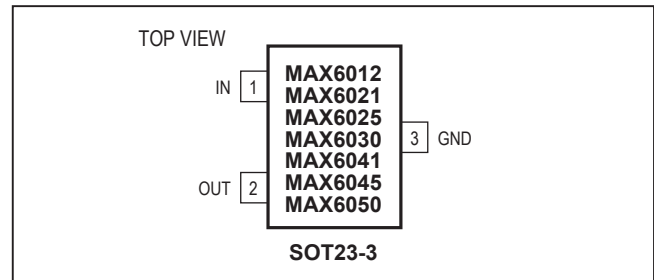 TOP VIEW
IN 1
MAX6012
MAX6021
MAX6025
MAX6030
MAX6041
MAX6045
MAX6050
3 GND
OUT 2
SOT23-3